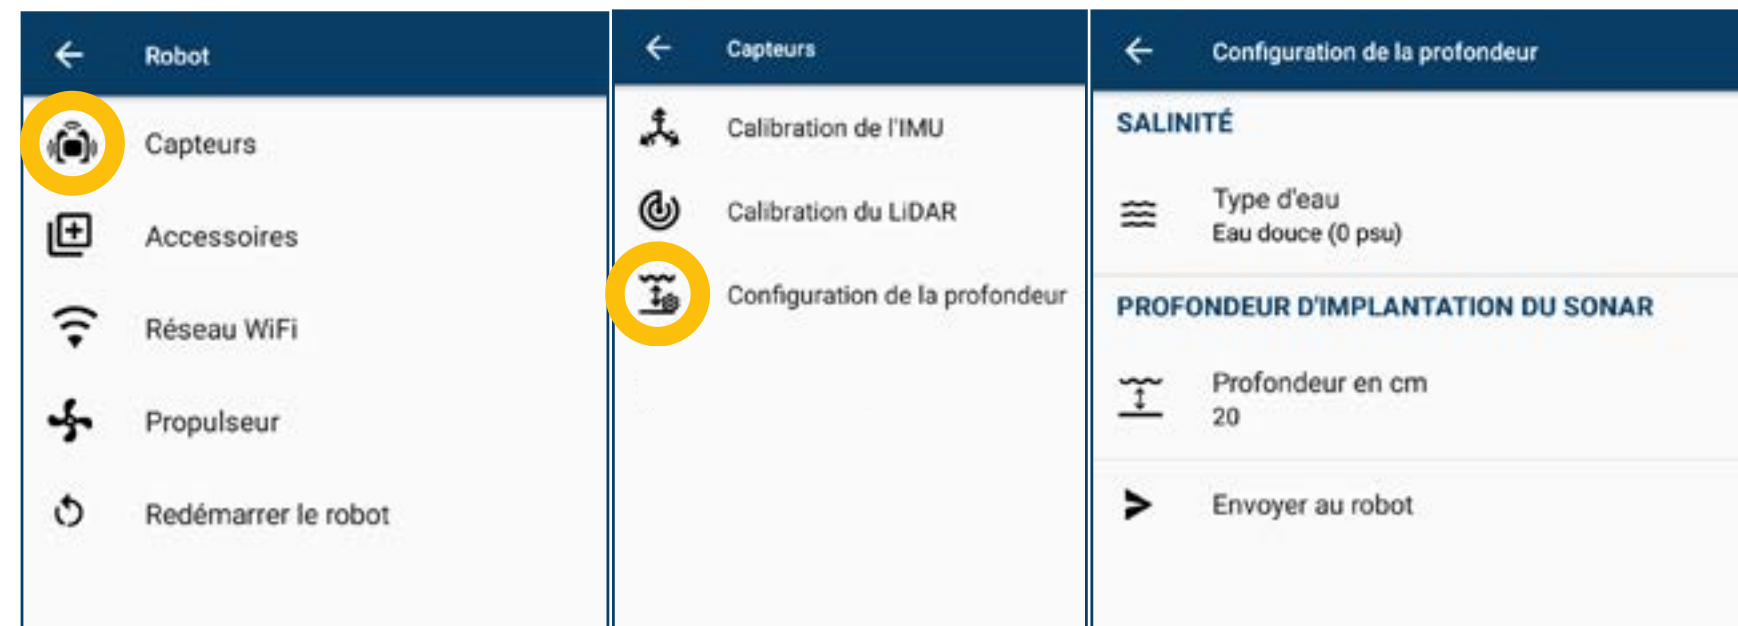 Robot
Capteurs
Accessoires
Réseau WiFi
Propulseur
Redémarrer le robot
Capteurs
Calibration de l'IMU
Calibration du LiDAR
Configuration de la profondeur
Configuration de la profondeur
SALINITÉ
Type d'eau
Eau douce (0 psu)
PROFONDEUR D'IMPLANTATION DU SONAR
Profondeur en cm
20
Envoyer au robot